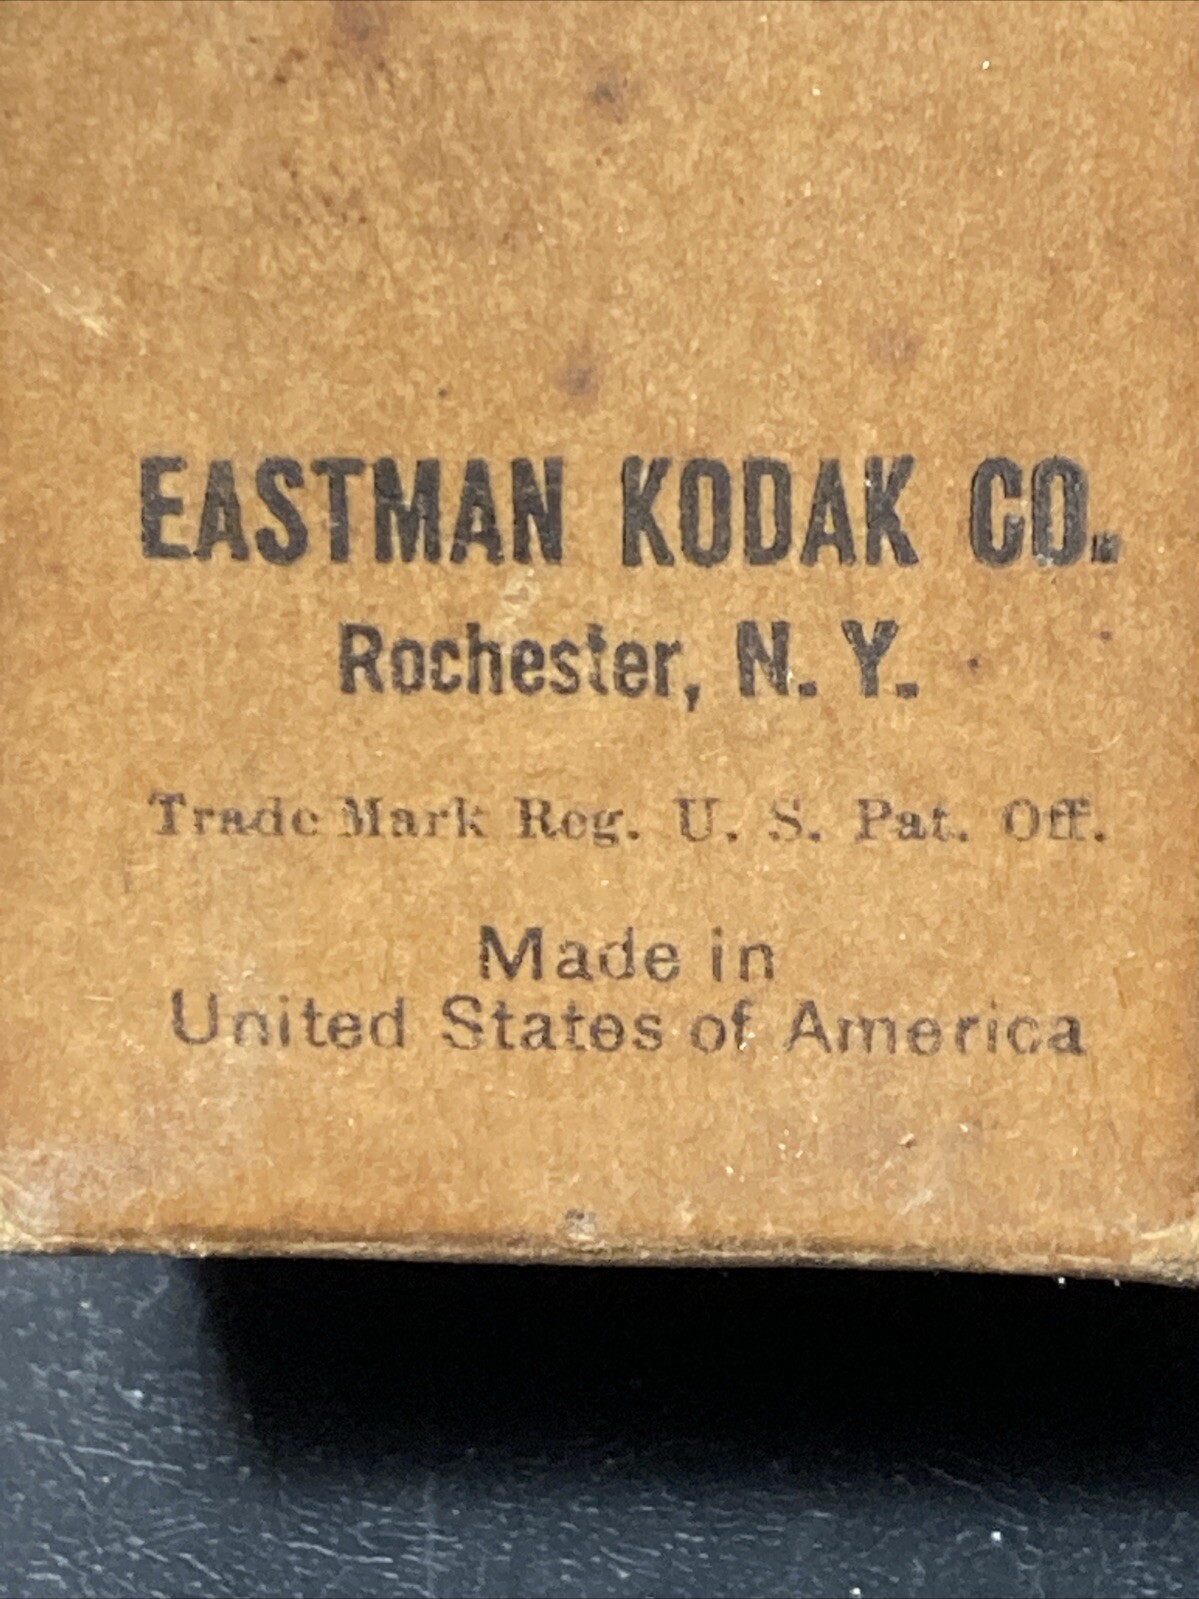 EASTMAN KODAK CO.
Rochester, N. Y.
Trade Mark Reg. U. S. Pat. Off.
Made in
United States of America